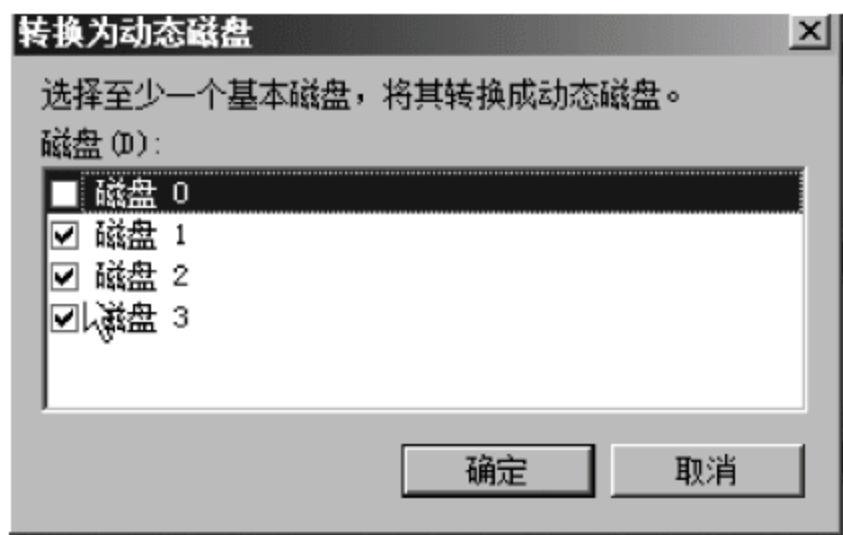 转换为动态磁盘
选择至少一个基本磁盘，将其转换成动态磁盘。
磁盘(D):
磁盘 0
磁盘 1
磁盘 2
磁盘 3
确定 取消